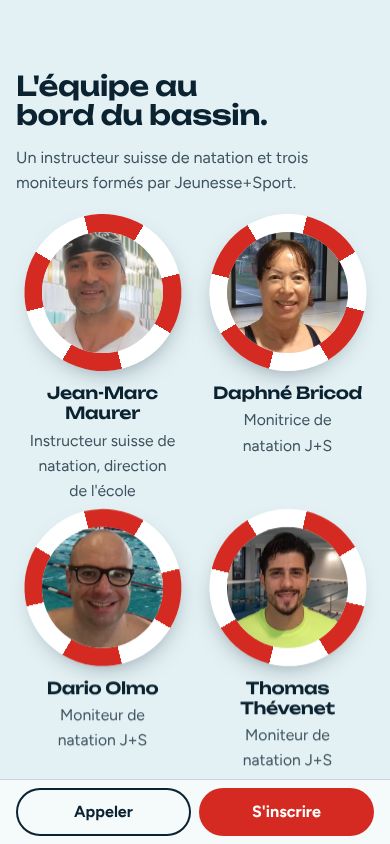 L'équipe au
bord du bassin.
Un instructeur suisse de natation et trois
moniteurs formés par Jeunesse+Sport.
Jean-Marc
Maurer
Instructeur suisse de
natation, direction
de l'école
Daphné Bricod
Monitrice de
natation J+S
Dario Olmo
Moniteur de
natation J+S
Thomas
Thévenet
Moniteur de
natation J+S
Appeler
S'inscrire